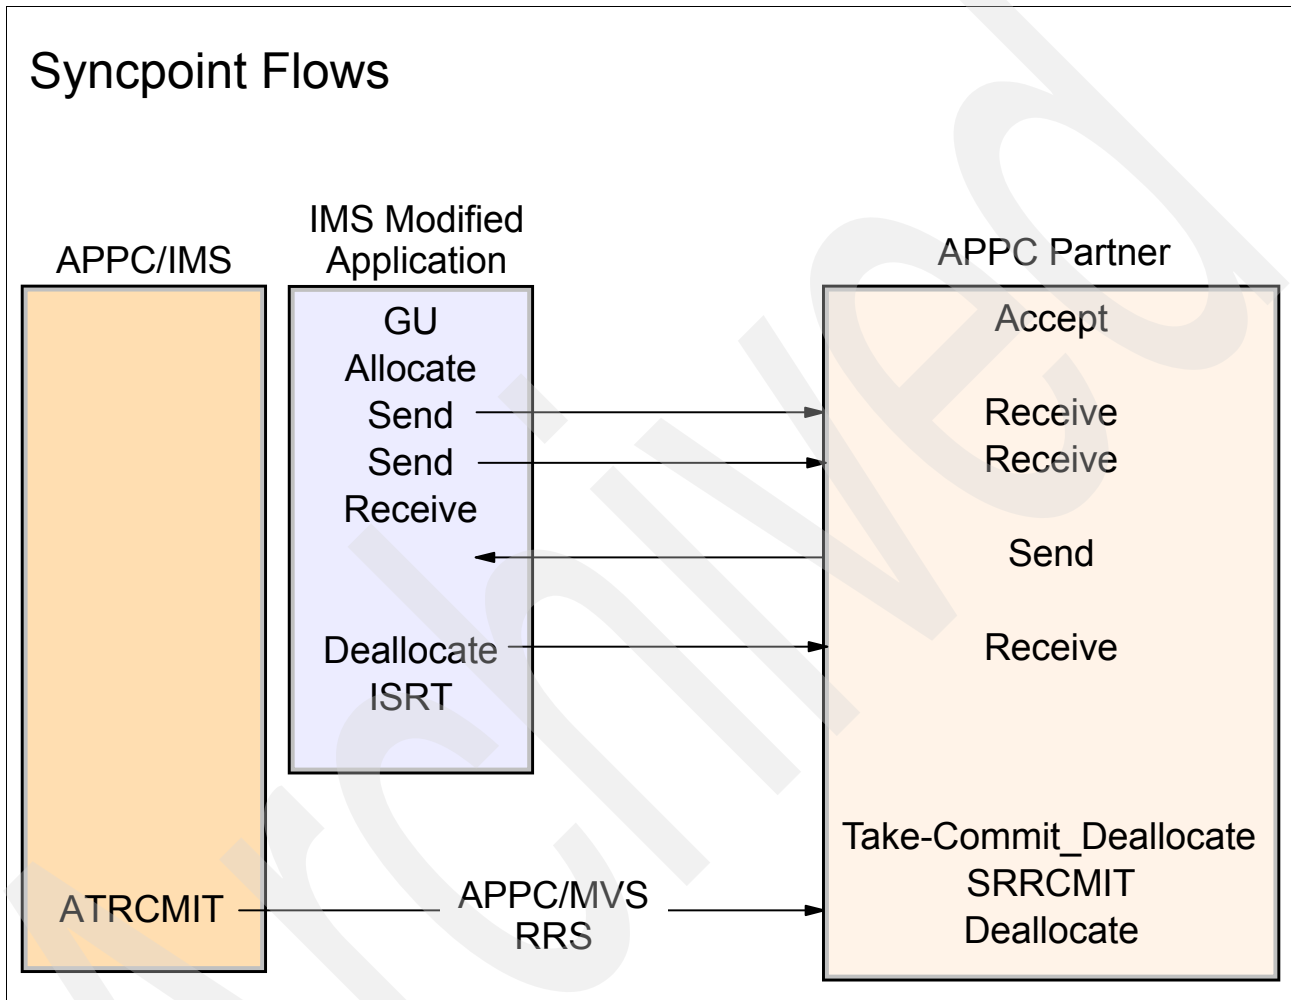 Syncpoint Flows
APPC/IMS
IMS Modified
Application
APPC Partner
GU
Allocate
Send
Send
Receive
Deallocate
ISRT
Accept
Receive
Receive
Send
Receive
Take-Commit_Deallocate
SRRCMIT
Deallocate
ATRCMIT
APPC/MVS
RRS
Archived